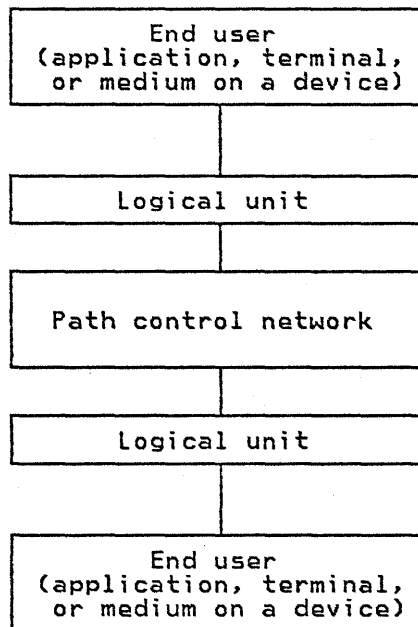 End user
(application, terminal,
or medium on a device)
Logical unit
Path control network
Logical unit
End user
(application, terminal,
or medium on a device)